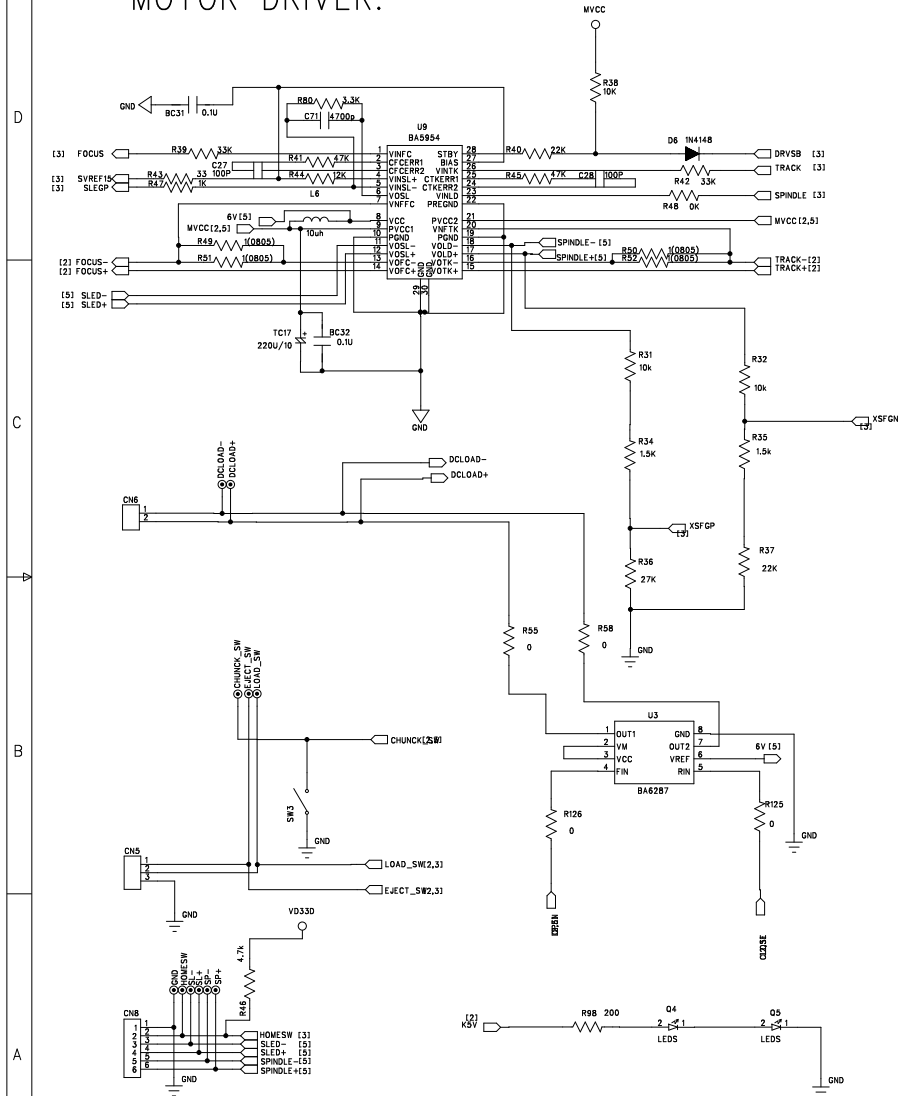 MOTOR DRIVER:
MVCC
R38
10K
D
GND
BC31 0.1U
R80 3.3K
C71 4700p
U9
BA5954
D6 1N4148
[3] FOCUS
R39 33K
1 VINFC STBY 28
R40 22K
DRVSB [3]
2 CFCERR1 BIAS 27
R41 47K
C27
100P
3 CFCERR2 VINTK 26
TRACK [3]
[3] SVREF15
R43 33
R44 12K
4 VINSL+ CTKERR1 25
R45 47K
C28 100P
R42 33K
[3] SLEGP
R47 1K
5 VINSL- CTKERR2 24
L6
6 VOSL VINLD 23
SPINDLE [3]
R48 0K
7 VNFFC PREGND 22
6V[5]
8 VCC PVCC2 21
MVCC[2,5]
MVCC[2,5]
10uh
9 PVCC1 VNFTK 20
10 PGND PGND 19
R49 1(0805)
11 VOSL- VOLD- 18
SPINDLE- [5]
R50 1(0805)
12 VOSL+ VOLD+ 17
SPINDLE+[5]
[2] FOCUS-
R51 1(0805)
13 VOFC- VOTK- 16
R52 1(0805)
TRACK-[2]
[2] FOCUS+
14 VOFC+ VOTK+ 15
TRACK+[2]
GND
GND
29
30
[5] SLED-
[5] SLED+
TC17
220U/10
+
BC32
0.1U
R31
10k
R32
10k
GND
C
XSFGN
[3]
R34
1.5K
R35
1.5k
DCLOAD-
DCLOAD+
DCLOAD-
DCLOAD+
CN6
1
2
XSFGP
[3]
R36
27K
R37
22K
R55
0
R58
0
GND
CHUNCK_SW
EJECT_SW
LOAD_SW
U3
1 OUT1 GND 8
2 VM OUT2 7
3 VCC VREF 6
6V [5]
4 FIN RIN 5
BA6287
B
SW3
GND
R126
0
R125
0
GND
CN5
1
2
3
LOAD_SW[2,3]
EJECT_SW2,3]
GND
VD33D
4.7k
R46
GND
HOMESW
SL-
SL+
SP-
SP+
CN8
1 1
2 2
3 3
4 4
5 5
6 6
HOMESW [3]
SLED- [5]
SLED+ [5]
SPINDLE-[5]
SPINDLE+[5]
GND
A
[2]
K5V
R98 200
Q4
2 1
LEDS
Q5
2 1
LEDS
GND